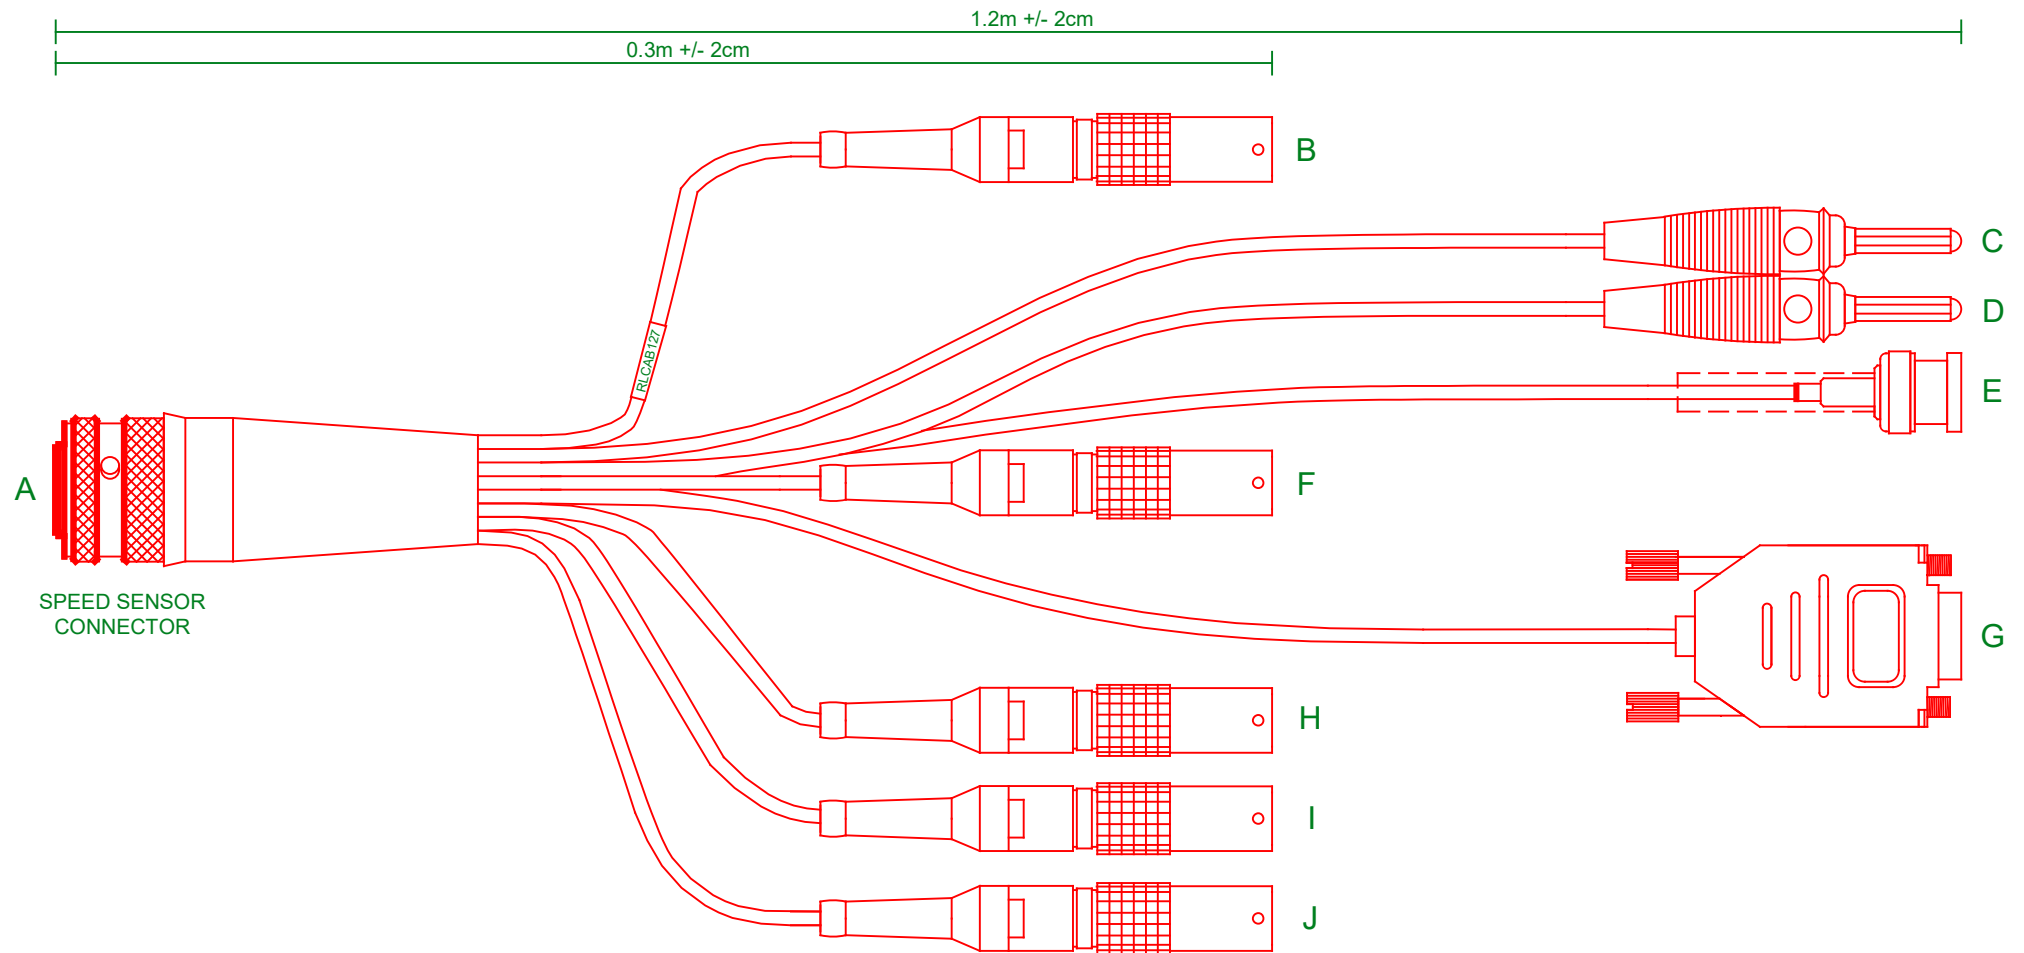 1.2m +/- 2cm
0.3m +/- 2cm
B
C
D
RLCAB127
E
A
F
SPEED SENSOR
CONNECTOR
G
H
I
J